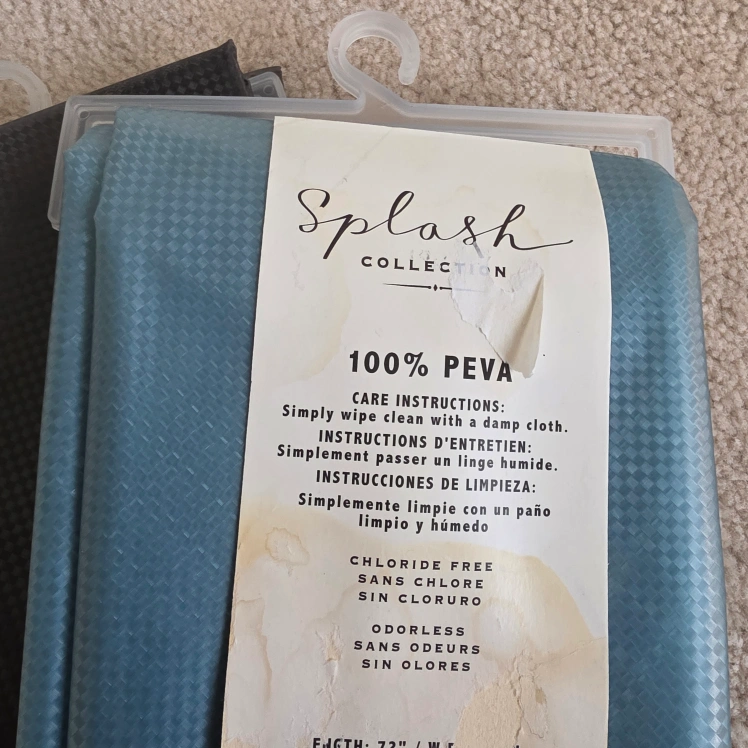 Splash
COLLECTION
100% PEVA
CARE INSTRUCTIONS:
Simply wipe clean with a damp cloth.
INSTRUCTIONS D'ENTRETIEN:
Simplement passer un linge humide.
INSTRUCCIONES DE LIMPIEZA:
Simplemente limpie con un paño
limpio y húmedo
CHLORIDE FREE
SANS CHLORE
SIN CLORURO
ODORLESS
SANS ODEURS
SIN OLORES
72" /